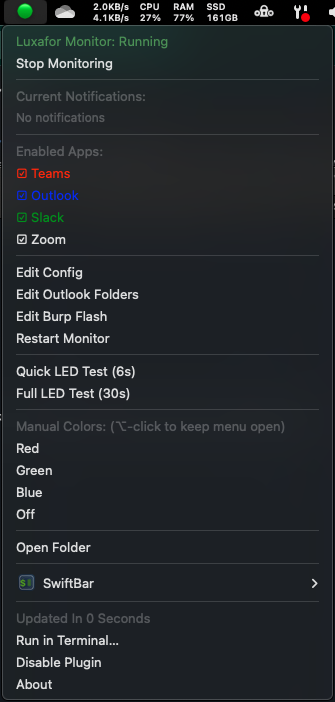 2.0KB/s CPU RAM SSD
4.1KB/s 27% 77% 161GB
Luxafor Monitor: Running
Stop Monitoring
Current Notifications:
No notifications
Enabled Apps:
Teams
Outlook
Slack
Zoom
Edit Config
Edit Outlook Folders
Edit Burp Flash
Restart Monitor
Quick LED Test (6s)
Full LED Test (30s)
Manual Colors: (⌥-click to keep menu open)
Red
Green
Blue
Off
Open Folder
SwiftBar
Updated In 0 Seconds
Run in Terminal...
Disable Plugin
About